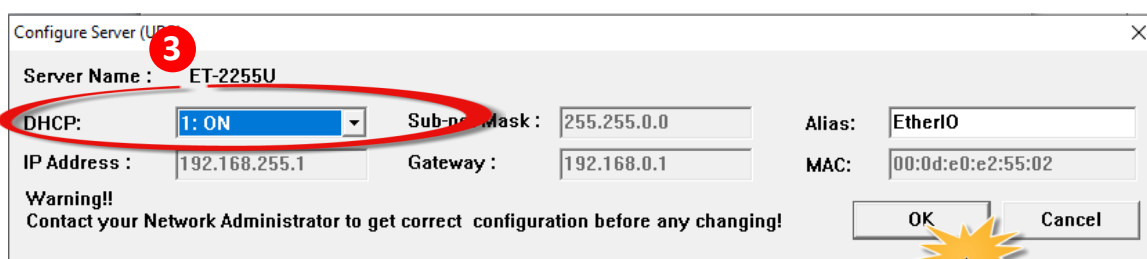 Configure Server (U
3
Server Name : ET-2255U
DHCP: 1: ON Sub-ne Mask : 255.255.0.0 Alias: EtherIO
IP Address : 192.168.255.1 Gateway : 192.168.0.1 MAC: 00:0d:e0:e2:55:02
Warning!!
Contact your Network Administrator to get correct configuration before any changing!
OK Cancel